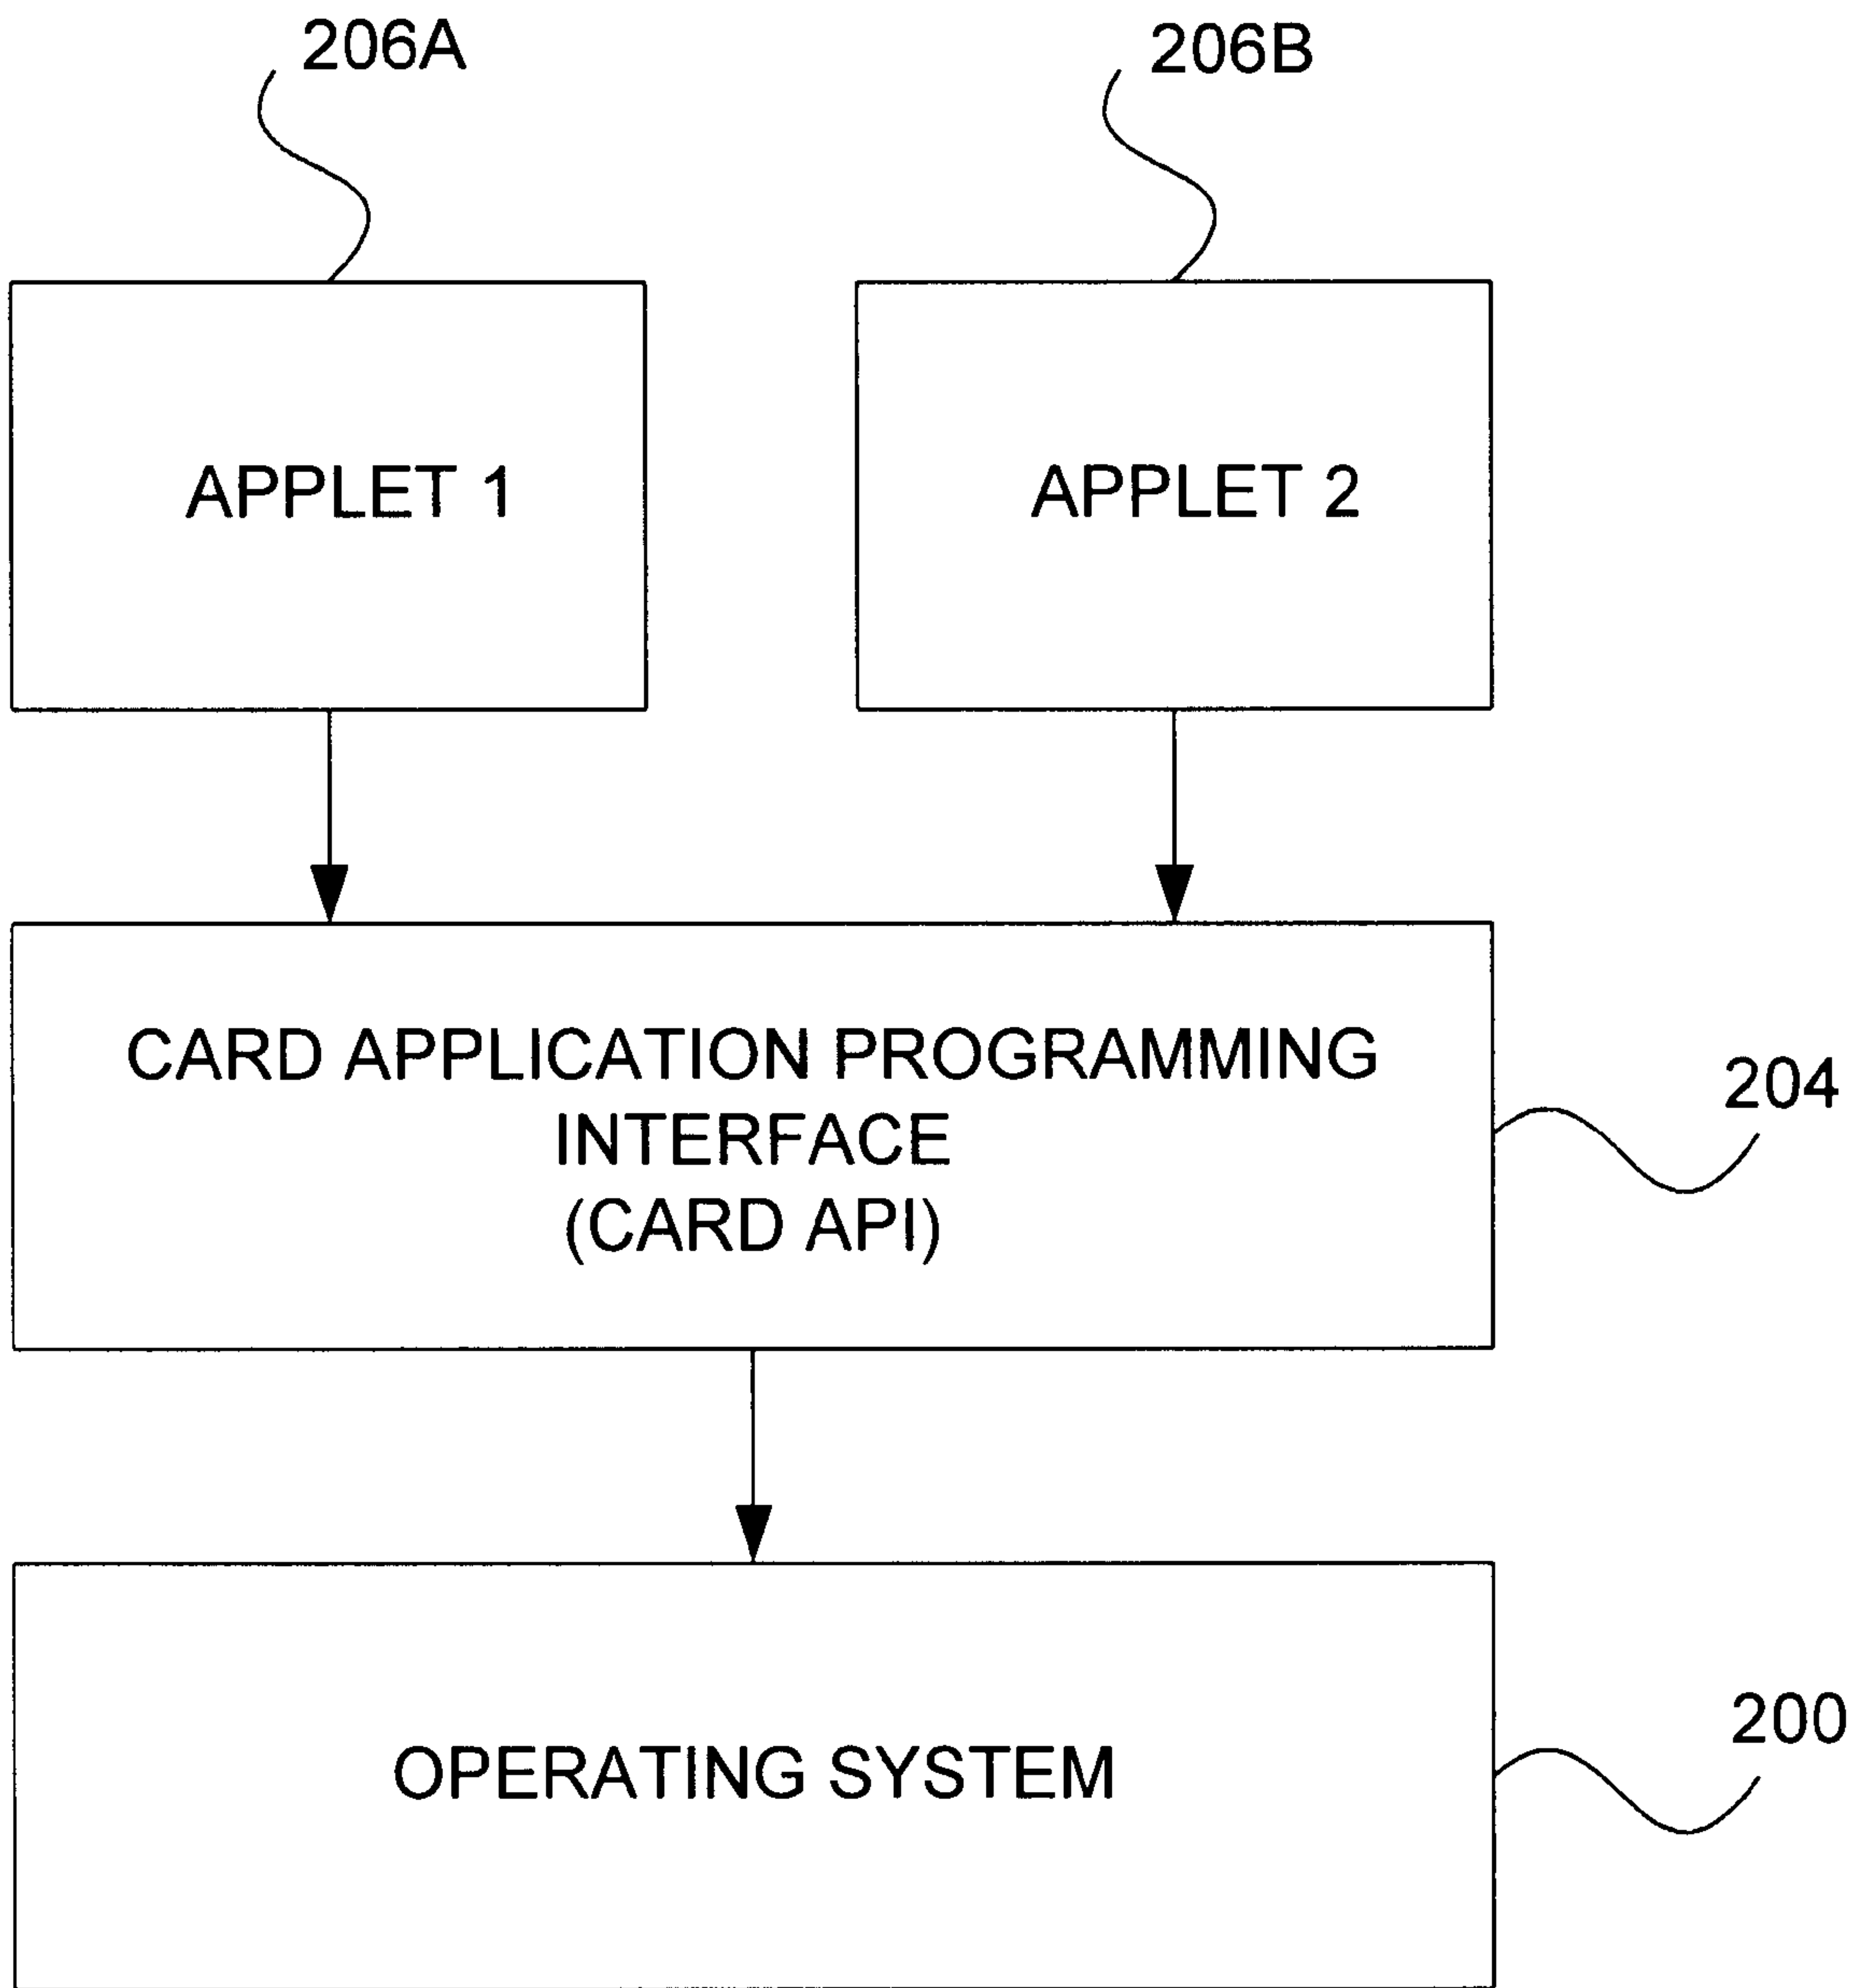 206A
206B
APPLET 1
APPLET 2
CARD APPLICATION PROGRAMMING
INTERFACE
(CARD API)
204
OPERATING SYSTEM
200